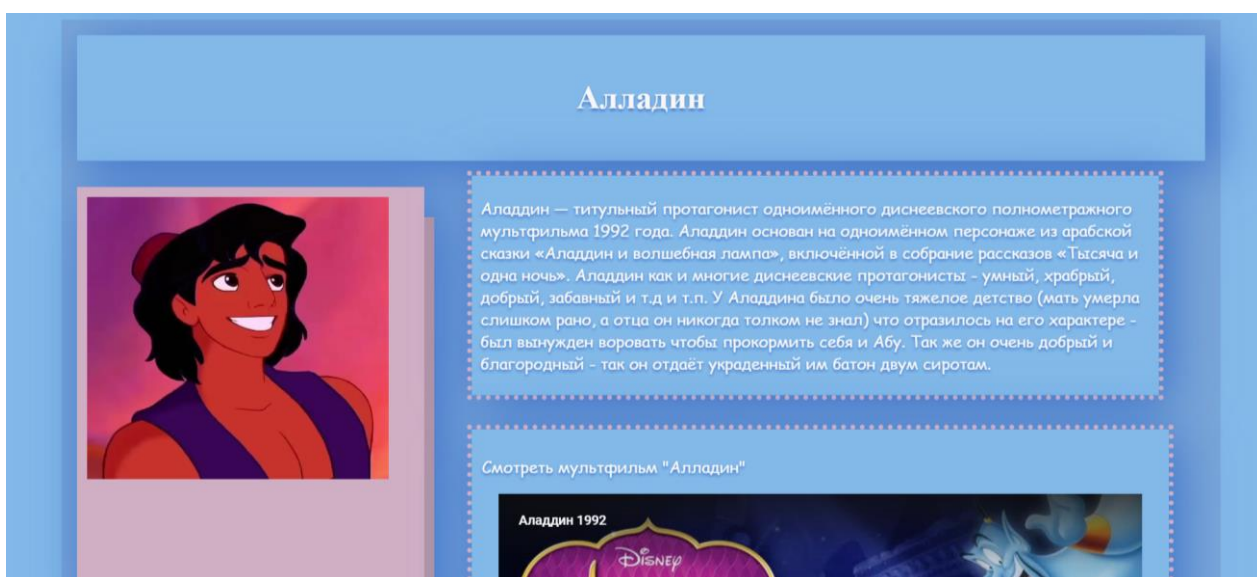 Алладин
Аладдин — титульный протагонист одноимённого диснеевского полнометражного
мультфильма 1992 года. Аладдин основан на одноимённом персонаже из арабской
сказки «Аладдин и волшебная лампа», включённой в собрание рассказов «Тысяча и
одна ночь». Аладдин как и многие диснеевские протагонисты - умный, храбрый,
добрый, забавный и т.д и т.п. У Аладдина было очень тяжелое детство (мать умерла
слишком рано, а отца он никогда толком не знал) что отразилось на его характере -
был вынужден воровать чтобы прокормить себя и Абу. Так же он очень добрый и
благородный - так он отдаёт украденный им батон двум сиротам.
Смотреть мультфильм "Алладин"
Аладдин 1992
Disney